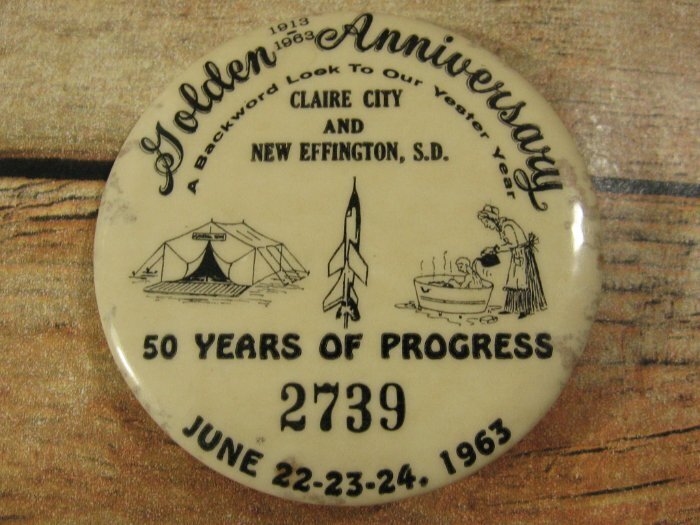 Golden 1913 - 1963 Anniversary
A Backword Look To Our Yester Year
CLAIRE CITY
AND
NEW EFFINGTON, S.D.
50 YEARS OF PROGRESS
2739
JUNE 22-23-24, 1963